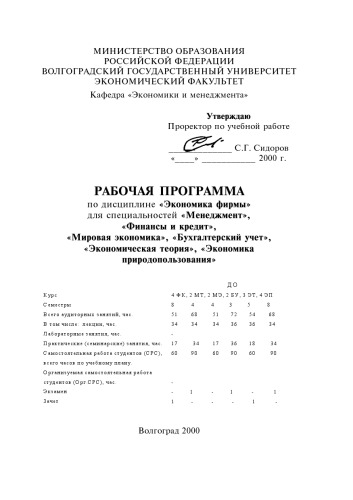 МИНИСТЕРСТВО ОБРАЗОВАНИЯ
РОССИЙСКОЙ ФЕДЕРАЦИИ
ВОЛГОГРАДСКИЙ ГОСУДАРСТВЕННЫЙ УНИВЕРСИТЕТ
ЭКОНОМИЧЕСКИЙ ФАКУЛЬТЕТ
Кафедра «Экономики и менеджмента»
Утверждаю
Проректор по учебной работе
______________ С.Г. Сидоров
«____» ____________ 2000 г.
РАБОЧАЯ ПРОГРАММА
по дисциплине «Экономика фирмы»
для специальностей «Менеджмент»,
«Финансы и кредит»,
«Мировая экономика», «Бухгалтерский учет»,
«Экономическая теория», «Экономика
природопользования»
ДО
Курс 4 ФК, 2 МТ, 2 МЭ, 2 БУ, 3 ЭТ, 4 ЭП
Семестры 8 4 4 3 5 8
Всего аудиторных занятий, час. 51 68 51 72 54 68
В том числе: лекции, час. 34 34 34 36 36 34
Лабораторные занятия, час. -
Практические (семинарские) занятия, час. 17 34 17 36 18 34
Самостоятельная работа студентов (СРС), 60 90 60 90 60 90
всего часов по учебному плану.
Организуемая самостоятельная работа
студентов (Орг СРС), час. -
Экзамен - 1 - 1 - 1
Зачет 1 - - - 1 -
Волгоград 2000